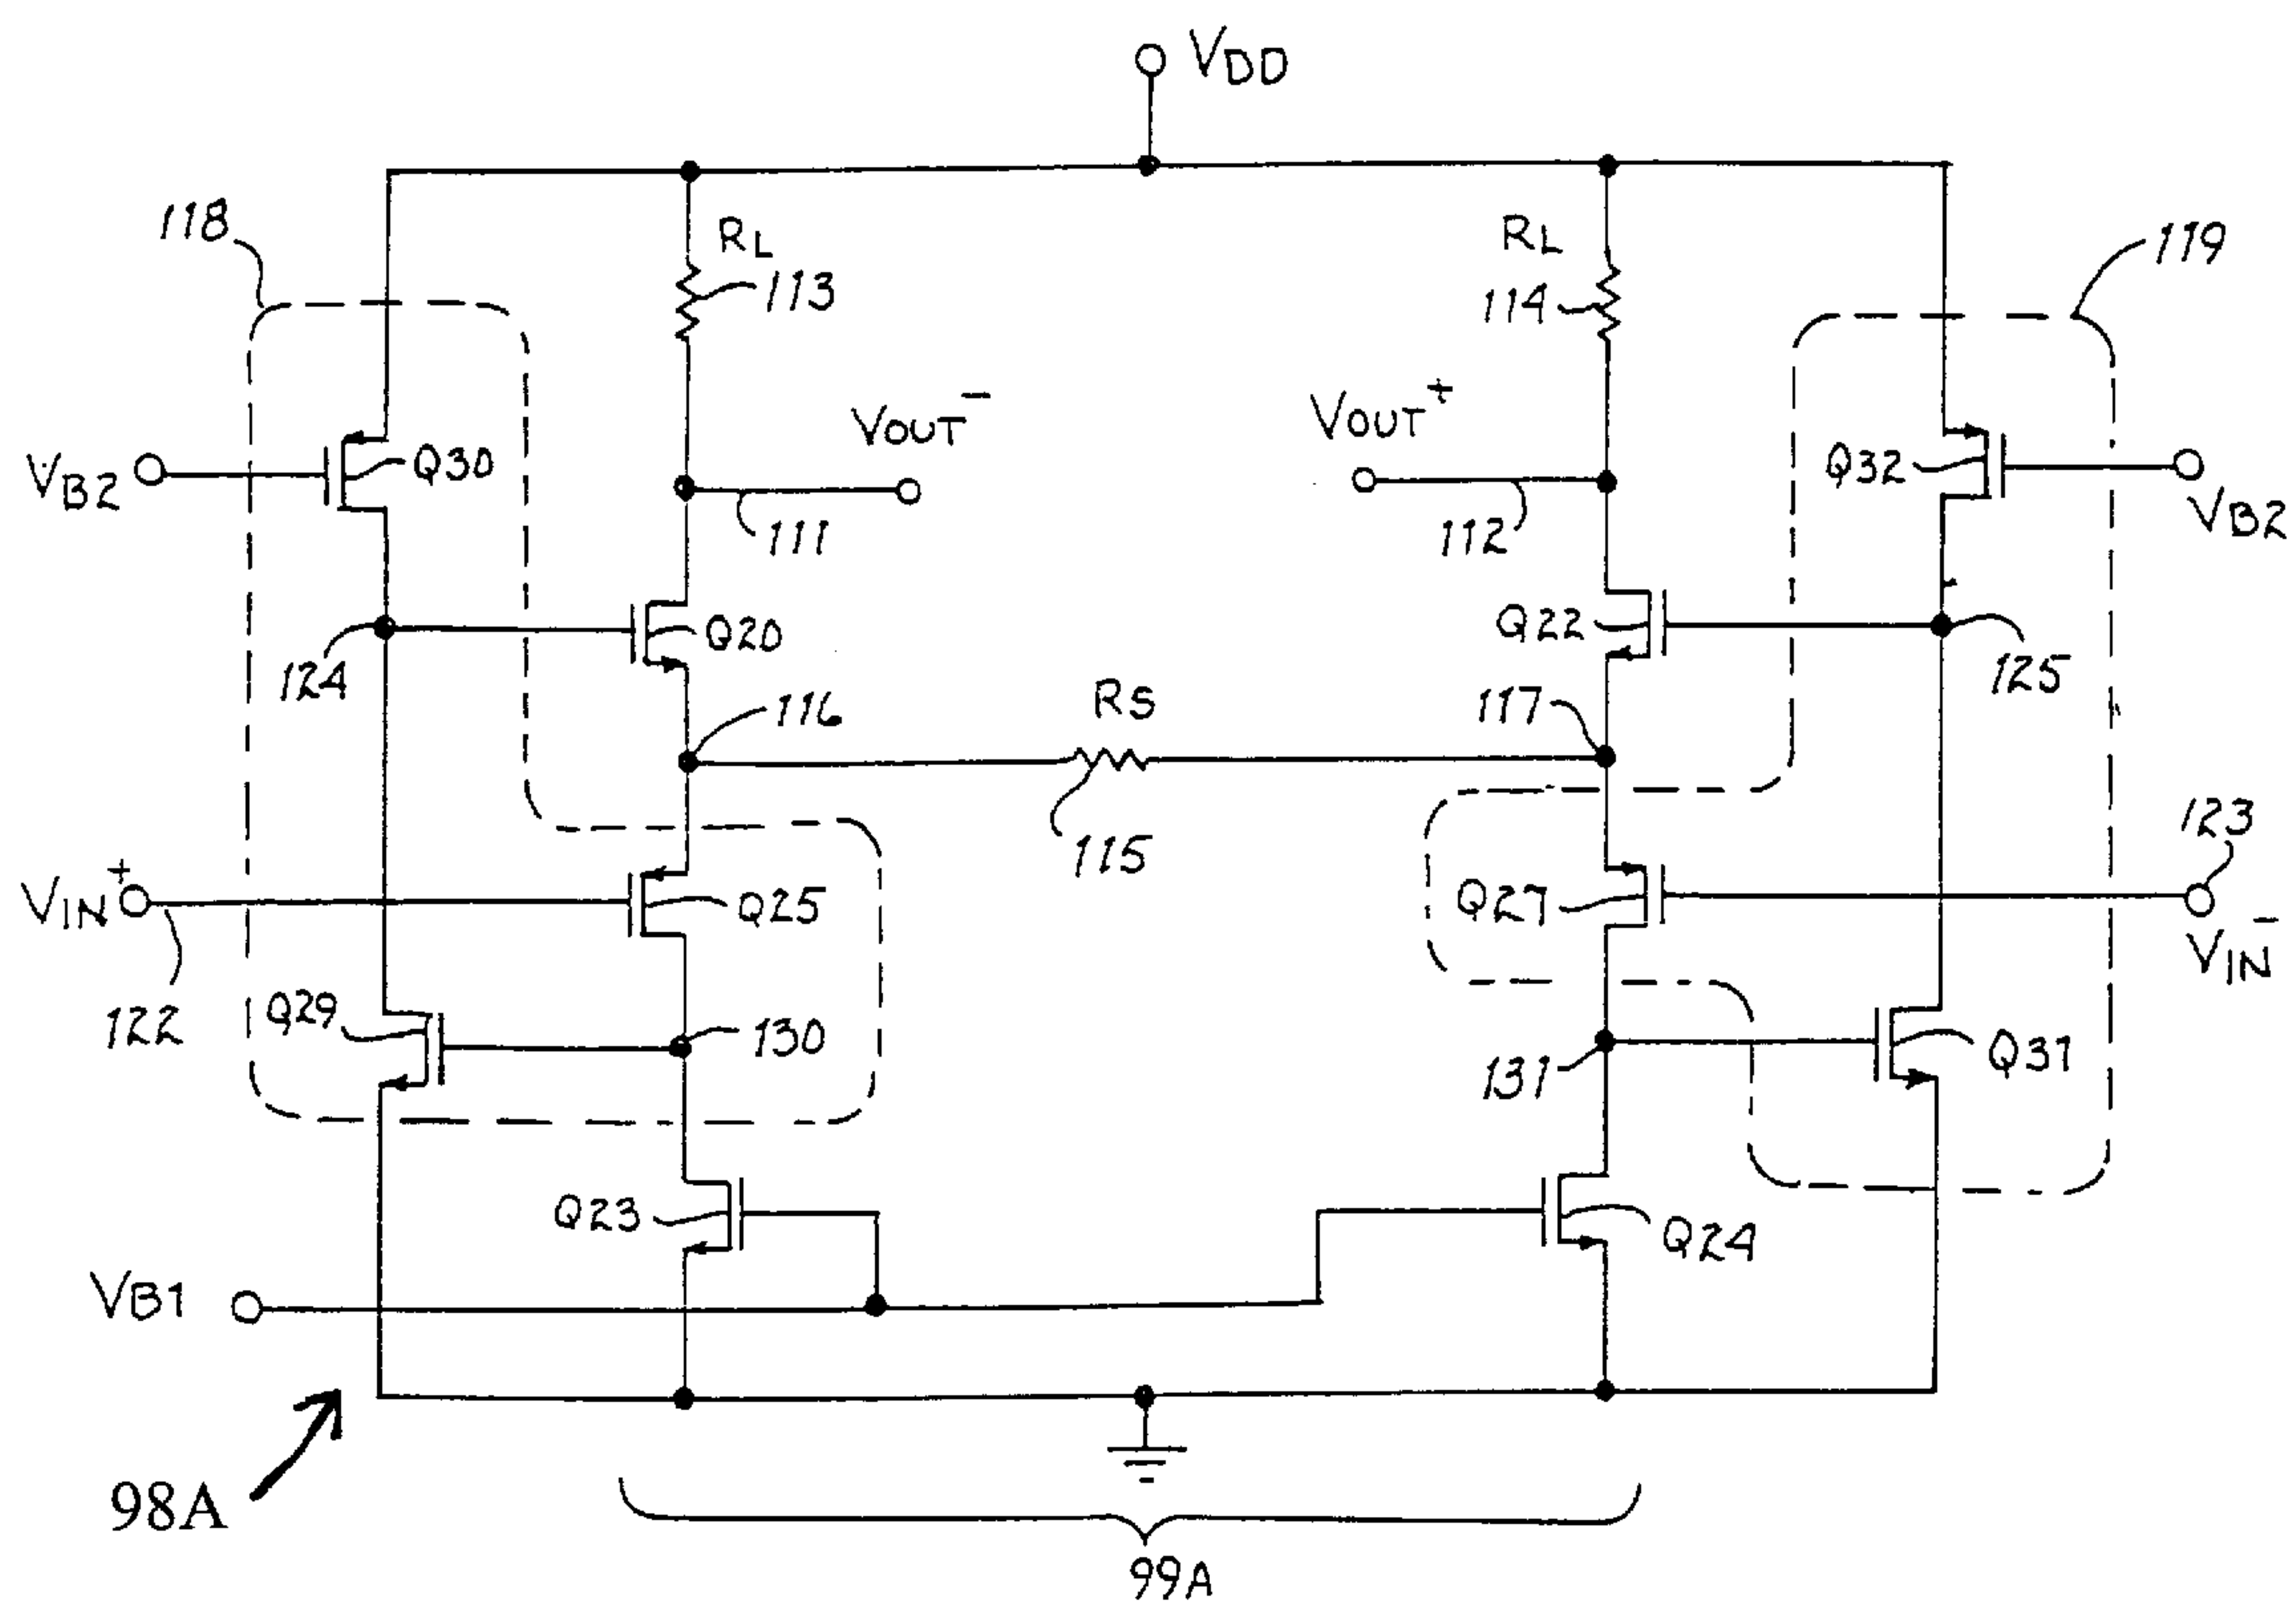 VDD
118
RL
RL
119
113
114
VOUT-
VOUT+
Q30
Q32
VB2
VB2
111
112
Q20
Q22
124
125
116
RS
117
115
123
VIN+
Q25
Q27
VIN-
122
Q29
130
131
Q31
Q23
Q24
VB1
98A
99A